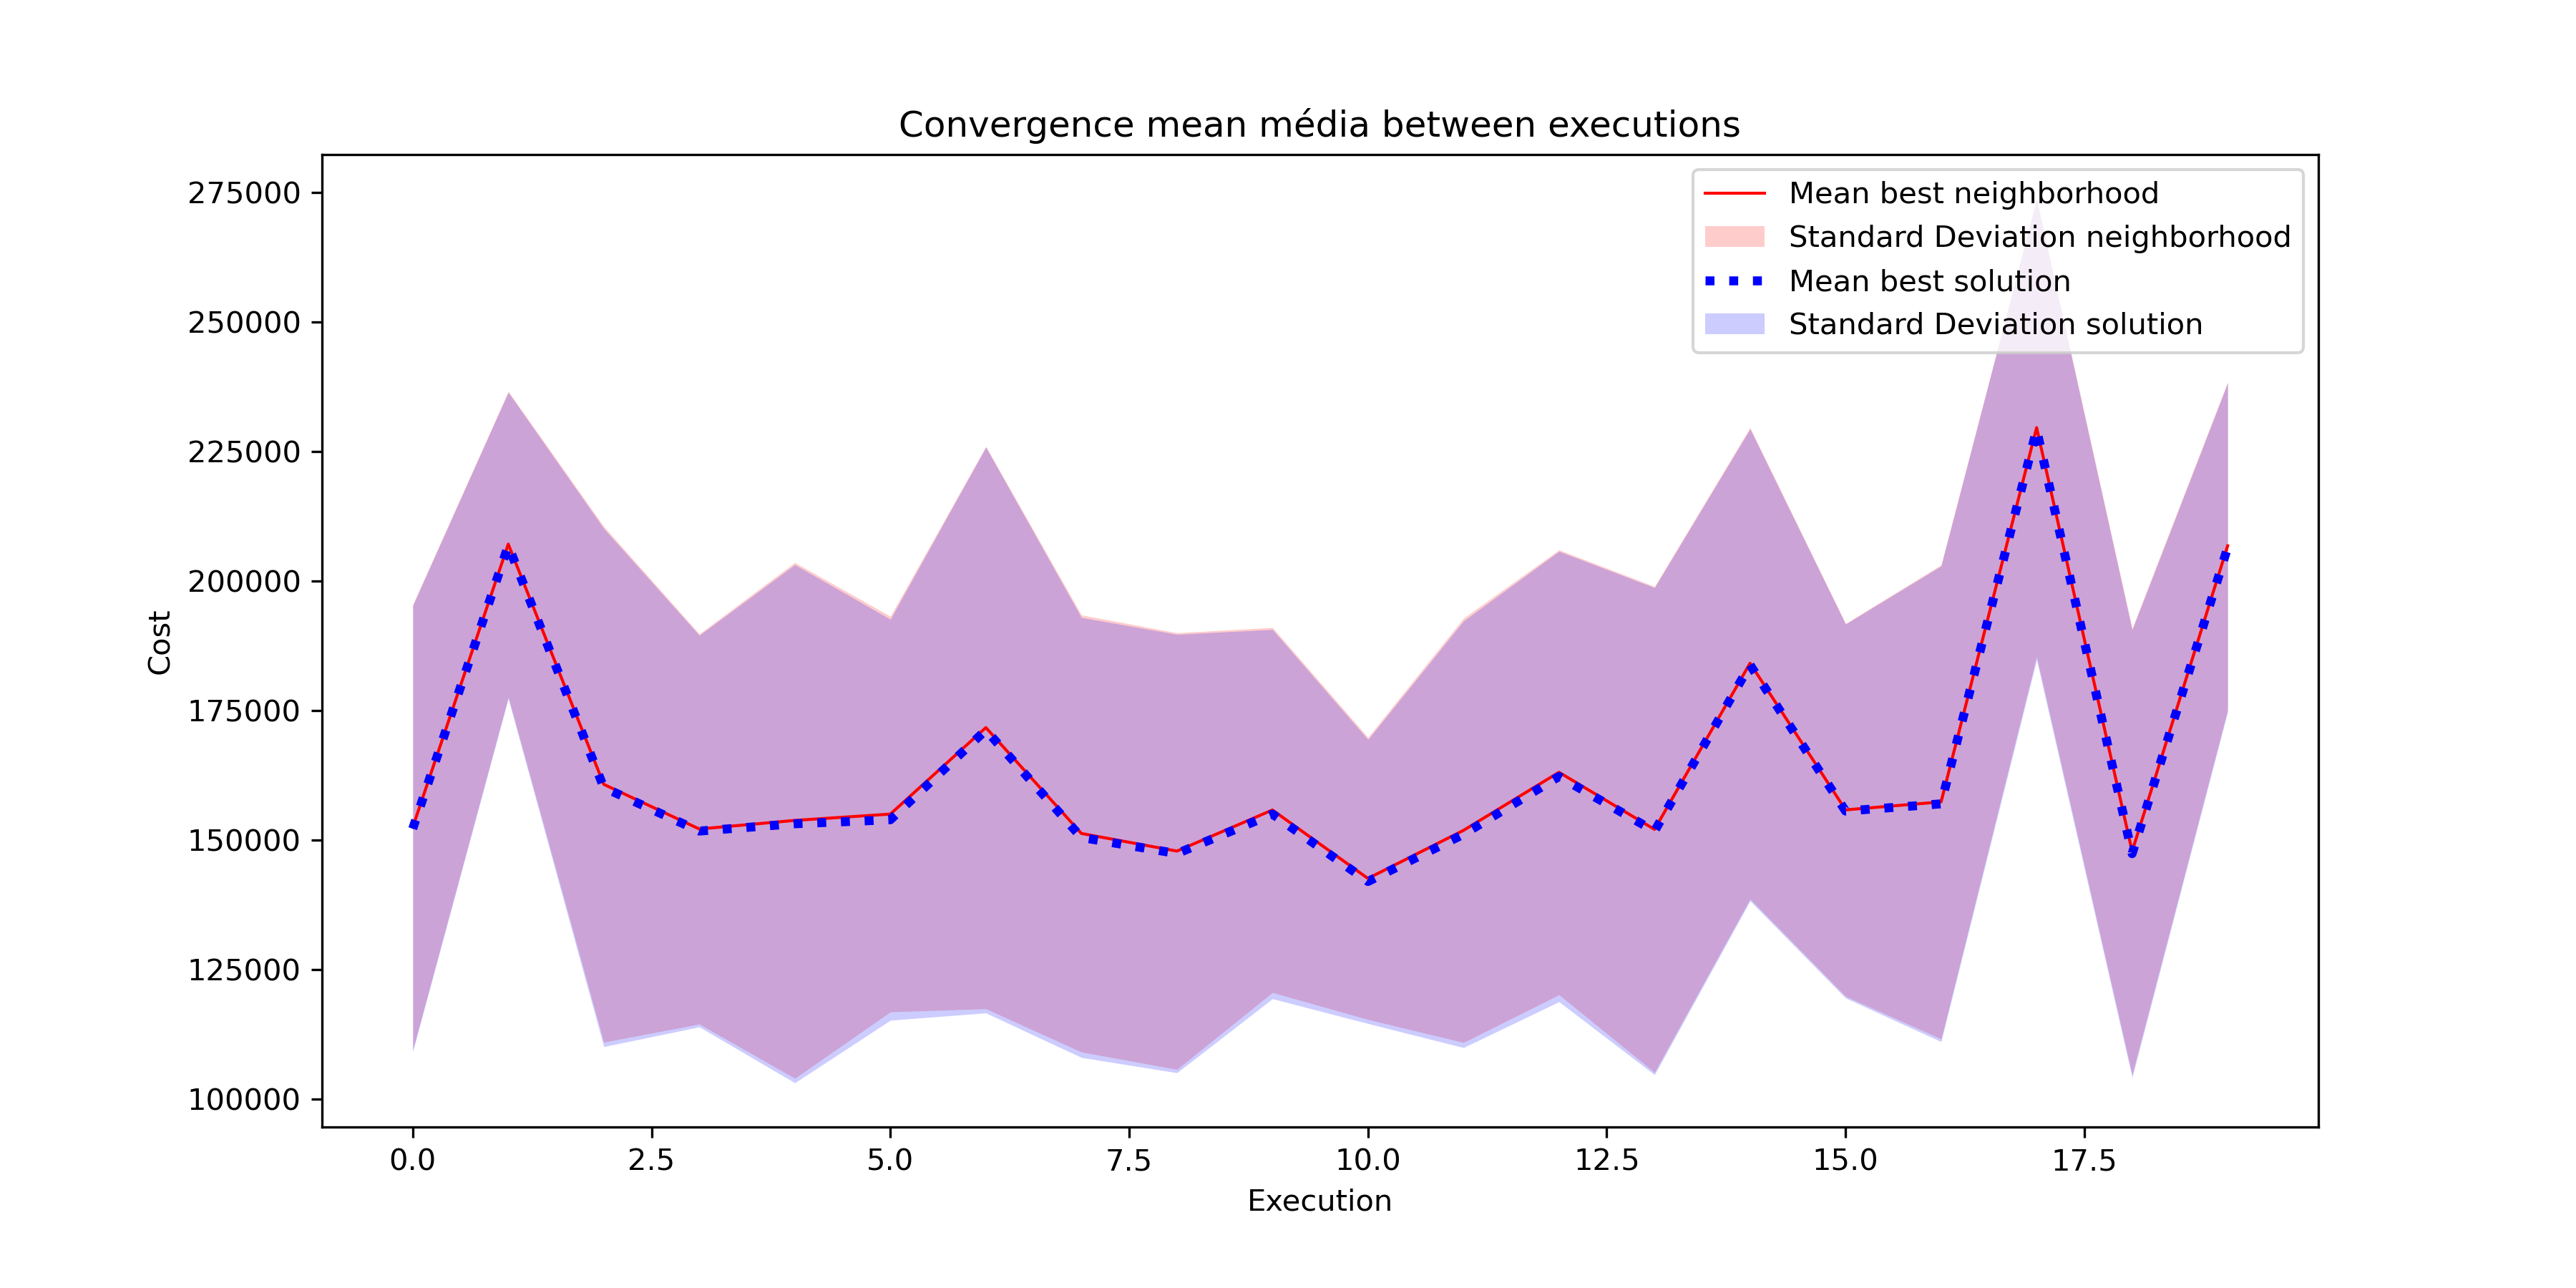 Convergence mean média between executions
Mean best neighborhood
Standard Deviation neighborhood
Mean best solution
Standard Deviation solution
275000
250000
225000
200000
175000
150000
125000
100000
Cost
0.0 2.5 5.0 7.5 10.0 12.5 15.0 17.5
Execution